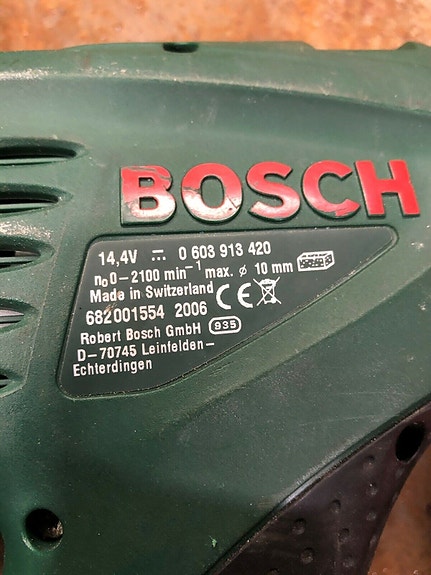 BOSCH
14,4V ⎓ 0 603 913 420
n₀0–2100 min⁻¹ max. ø 10 mm
Made in Switzerland
682001554 2006 CE
Robert Bosch GmbH 935
D–70745 Leinfelden–
Echterdingen